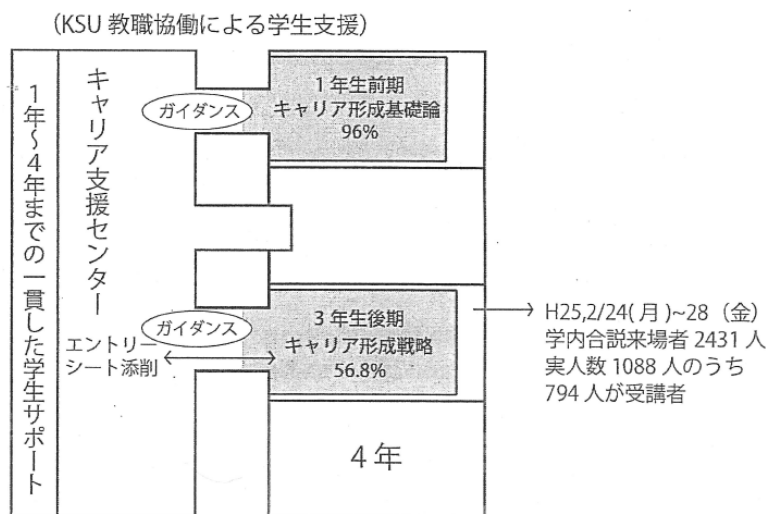 （KSU 教職協働による学生支援）
1年～4年までの一貫した学生サポート
キャリア支援センター
ガイダンス
1年生前期
キャリア形成基礎論
96%
ガイダンス
エントリー
シート添削
3年生後期
キャリア形成戦略
56.8%
4年
H25,2/24(月)~28（金）
学内合説来場者 2431 人
実人数 1088 人のうち
794 人が受講者